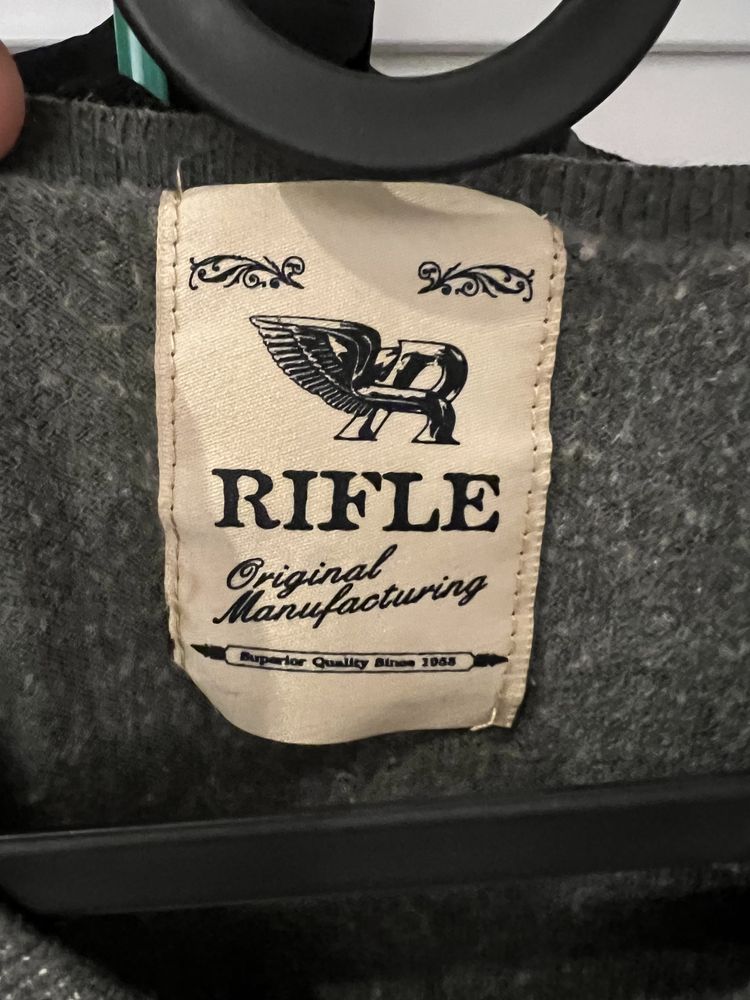 R
RIFLE
Original
Manufacturing
Superior Quality Since 1958